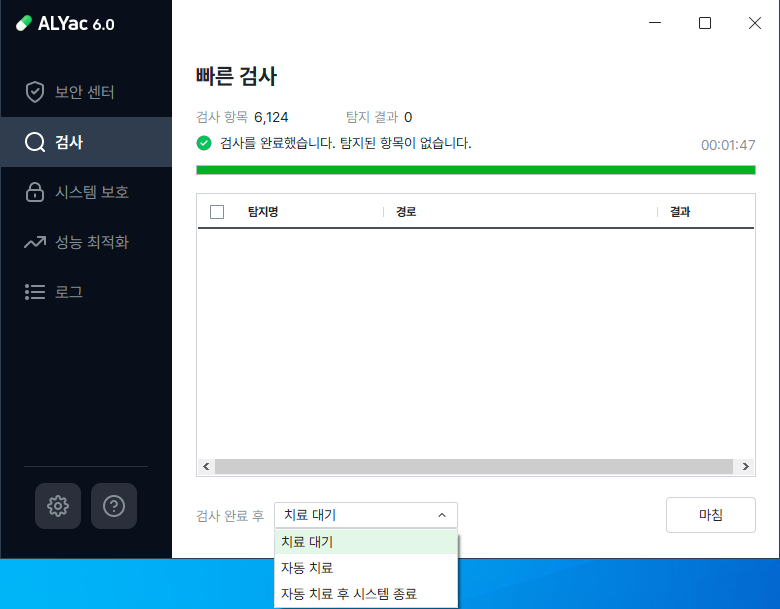 ALYac 6.0
보안 센터
검사
시스템 보호
성능 최적화
로그
빠른 검사
검사 항목 6,124 탐지 결과 0
검사를 완료했습니다. 탐지된 항목이 없습니다. 00:01:47
탐지명 경로 결과
검사 완료 후 치료 대기 마침
치료 대기
자동 치료
자동 치료 후 시스템 종료